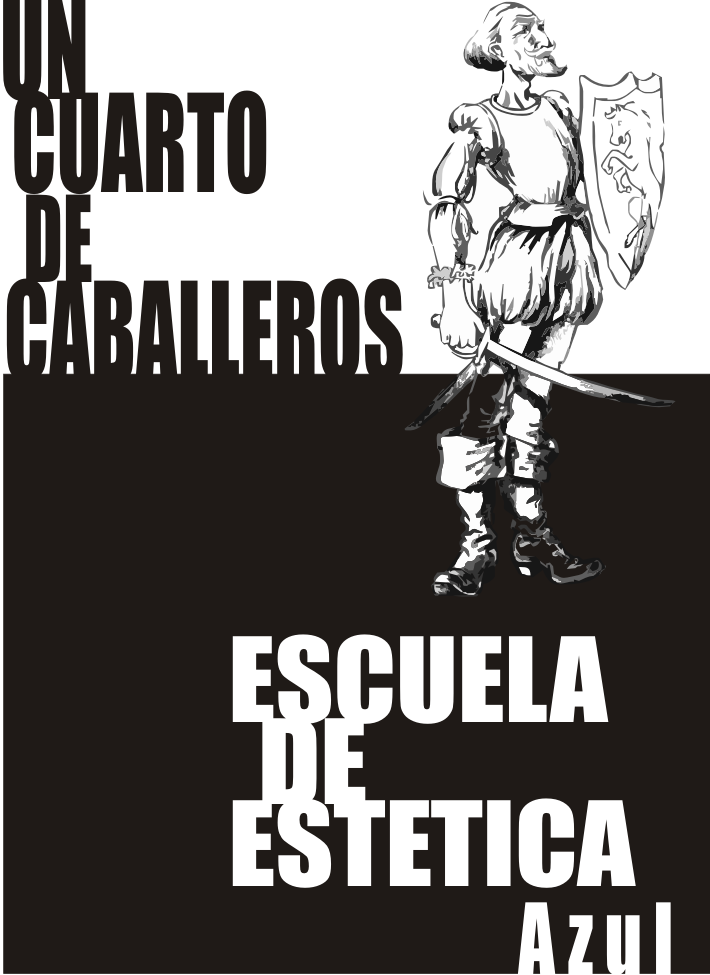 UN
CUARTO
DE
CABALLEROS
ESCUELA
DE
ESTETICA
Azul